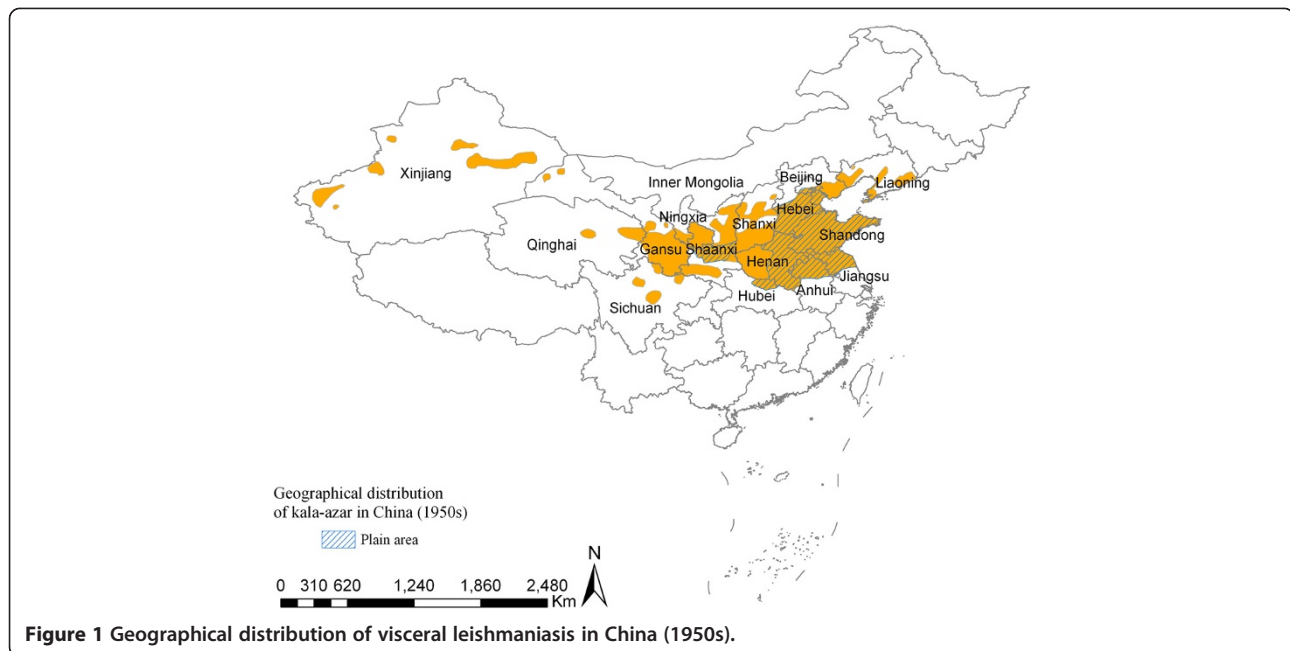 Xinjiang
Inner Mongolia
Beijing
Liaoning
Hebei
Ningxia
Shanxi
Shandong
Qinghai
Gansu
Shaanxi
Henan
Jiangsu
Anhui
Hubei
Sichuan
Geographical distribution
of kala-azar in China (1950s)
Plain area
N
0 310 620 1,240 1,860 2,480
Km
Figure 1 Geographical distribution of visceral leishmaniasis in China (1950s).